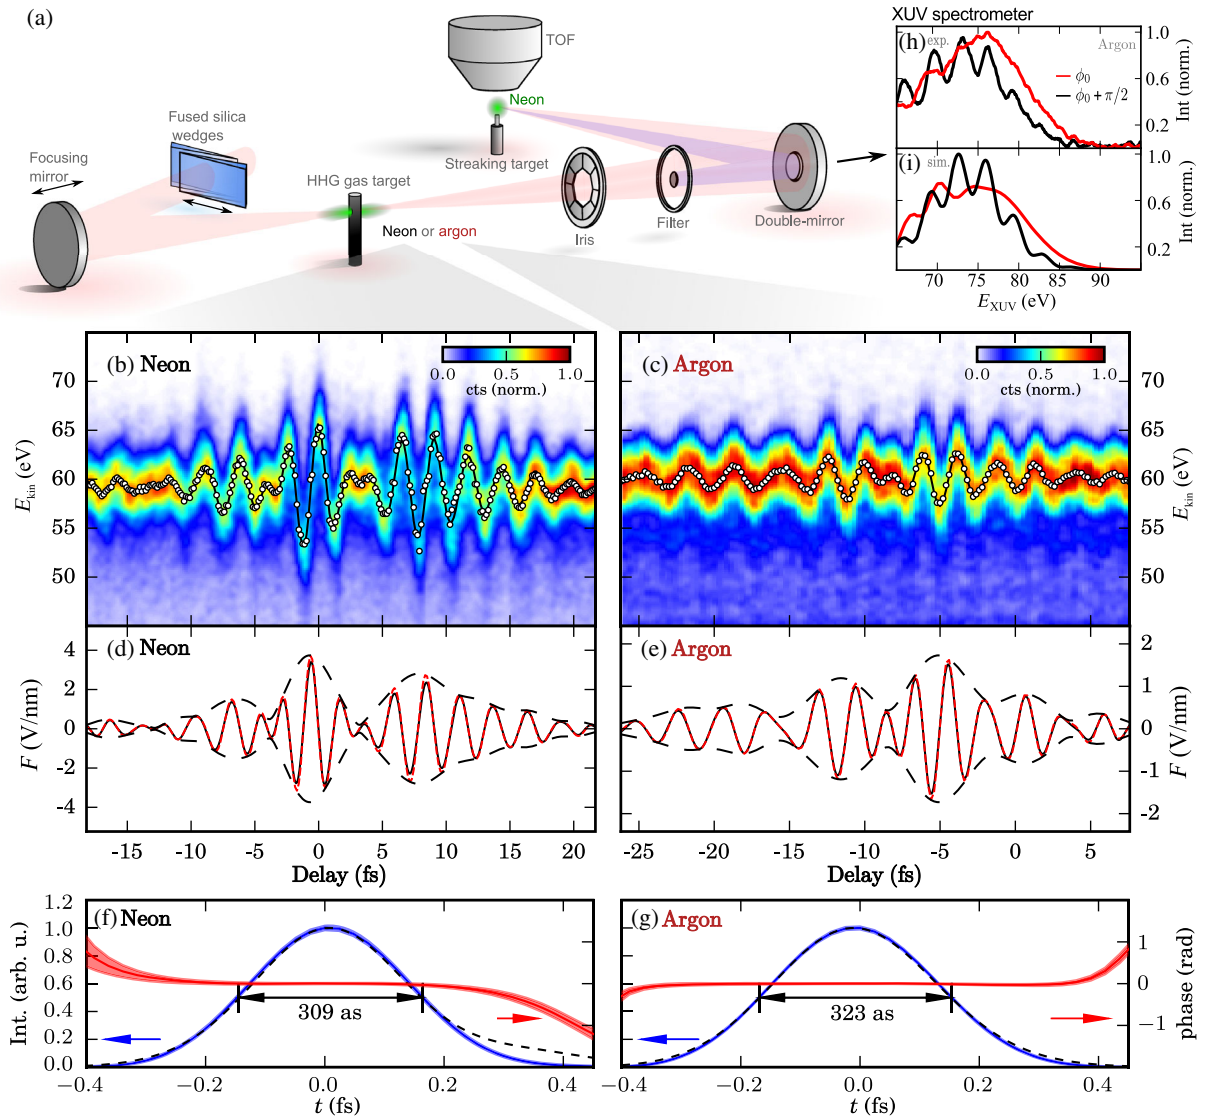 (a)
TOF
Neon
Streaking target
Fused silica
wedges
Focusing
mirror
HHG gas target
Neon or argon
Iris
Filter
Double-mirror
XUV spectrometer
(h) exp. Argon
ϕ0
ϕ0 + π/2
1.0
0.6
0.2
Int (norm.)
(i) sim.
1.0
0.6
0.2
Int (norm.)
70 75 80 85 90
EXUV (eV)
(b) Neon
0.0 0.5 1.0
cts (norm.)
70
65
60
55
50
Ekin (eV)
(c) Argon
0.0 0.5 1.0
cts (norm.)
70
65
60
55
50
Ekin (eV)
(d) Neon
4
2
0
-2
-4
F (V/nm)
-15 -10 -5 0 5 10 15 20
Delay (fs)
(e) Argon
2
1
0
-1
-2
F (V/nm)
-25 -20 -15 -10 -5 0 5
Delay (fs)
(f) Neon
1.2
1.0
0.8
0.6
0.4
0.2
0.0
Int. (arb. u.)
309 as
−0.4 −0.2 0.0 0.2 0.4
t (fs)
(g) Argon
323 as
1
0
−1
phase (rad)
−0.4 −0.2 0.0 0.2 0.4
t (fs)